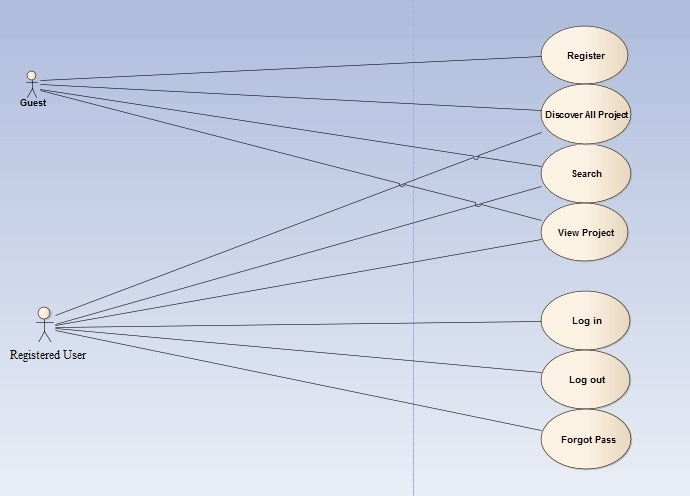 Register
Guest
Discover All Project
Search
View Project
Log in
Registered User
Log out
Forgot Pass